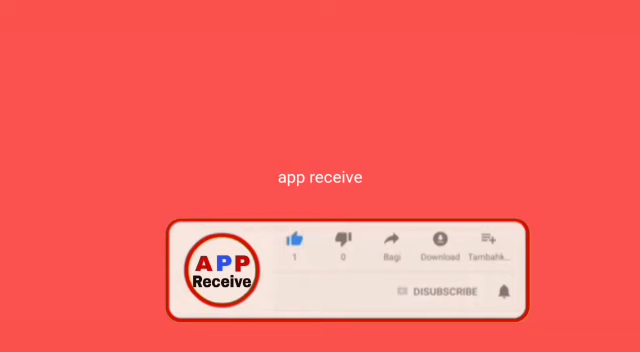 app receive
APP
Receive
1
0
Bagi
Download
Tambahk...
DISUBSCRIBE